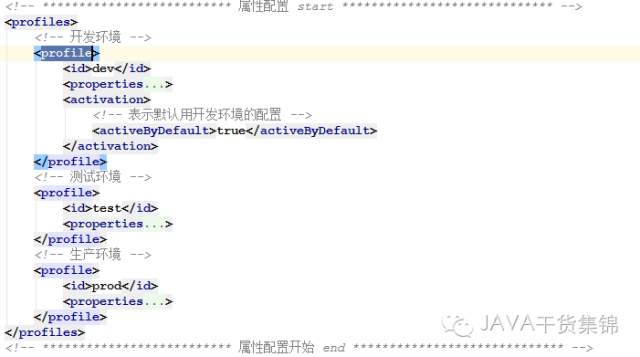 <!-- *************************** 属性配置 start ****************************** -->
<profiles>
<!-- 开发环境 -->
<profile>
<id>dev</id>
<properties...>
<activation>
<!-- 表示默认用开发环境的配置 -->
<activeByDefault>true</activeByDefault>
</activation>
</profile>
<!-- 测试环境 -->
<profile>
<id>test</id>
<properties...>
</profile>
<!-- 生产环境 -->
<profile>
<id>prod</id>
<properties...>
</profile>
</profiles>
<!-- *************************** 属性配置开始 end ****************************** -->
JAVA干货集锦